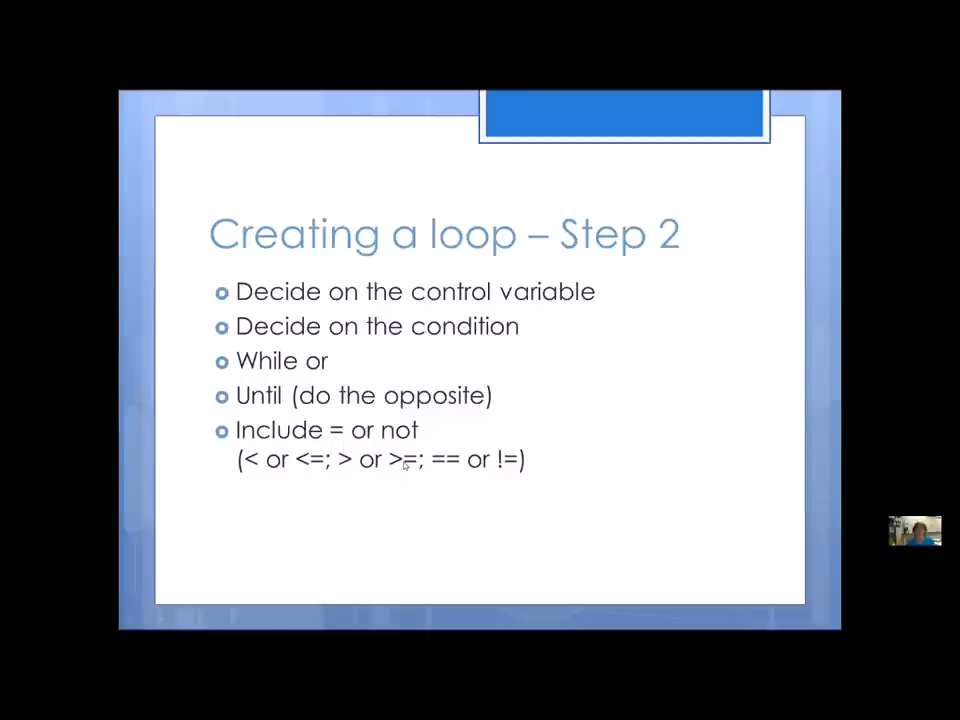 Creating a loop – Step 2
Decide on the control variable
Decide on the condition
While or
Until (do the opposite)
Include = or not
(< or <=; > or >=; == or !=)